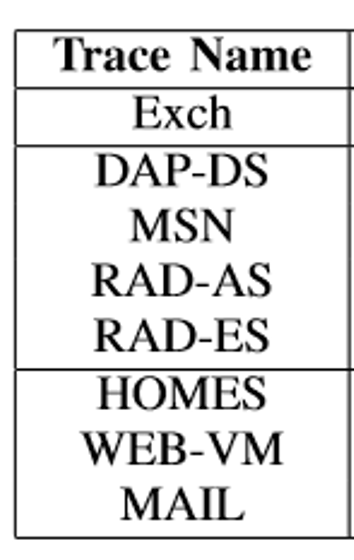 Trace Name
Exch
DAP-DS
MSN
RAD-AS
RAD-ES
HOMES
WEB-VM
MAIL